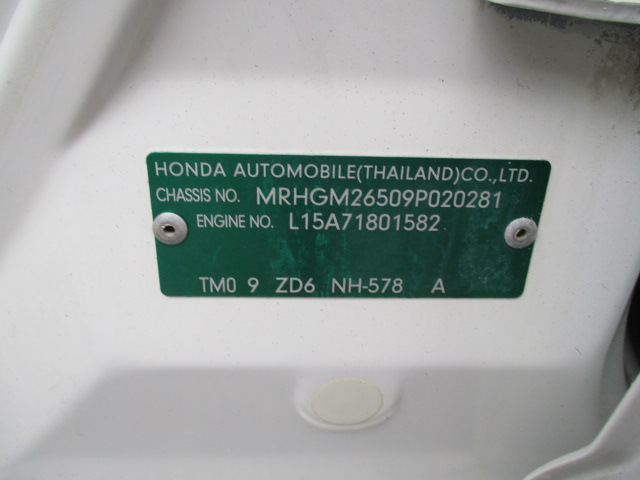 HONDA AUTOMOBILE(THAILAND)CO.,LTD.
CHASSIS NO. MRHGM26509P020281
ENGINE NO. L15A71801582
TM0 9 ZD6 NH-578 A